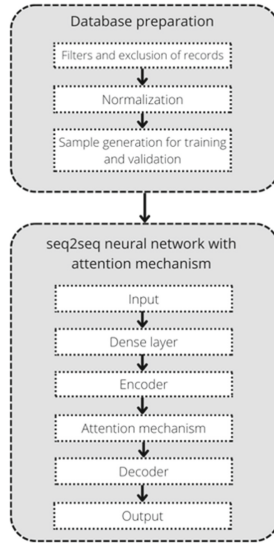 Database preparation
Filters and exclusion of records
Normalization
Sample generation for training
and validation
seq2seq neural network with
attention mechanism
Input
Dense layer
Encoder
Attention mechanism
Decoder
Output